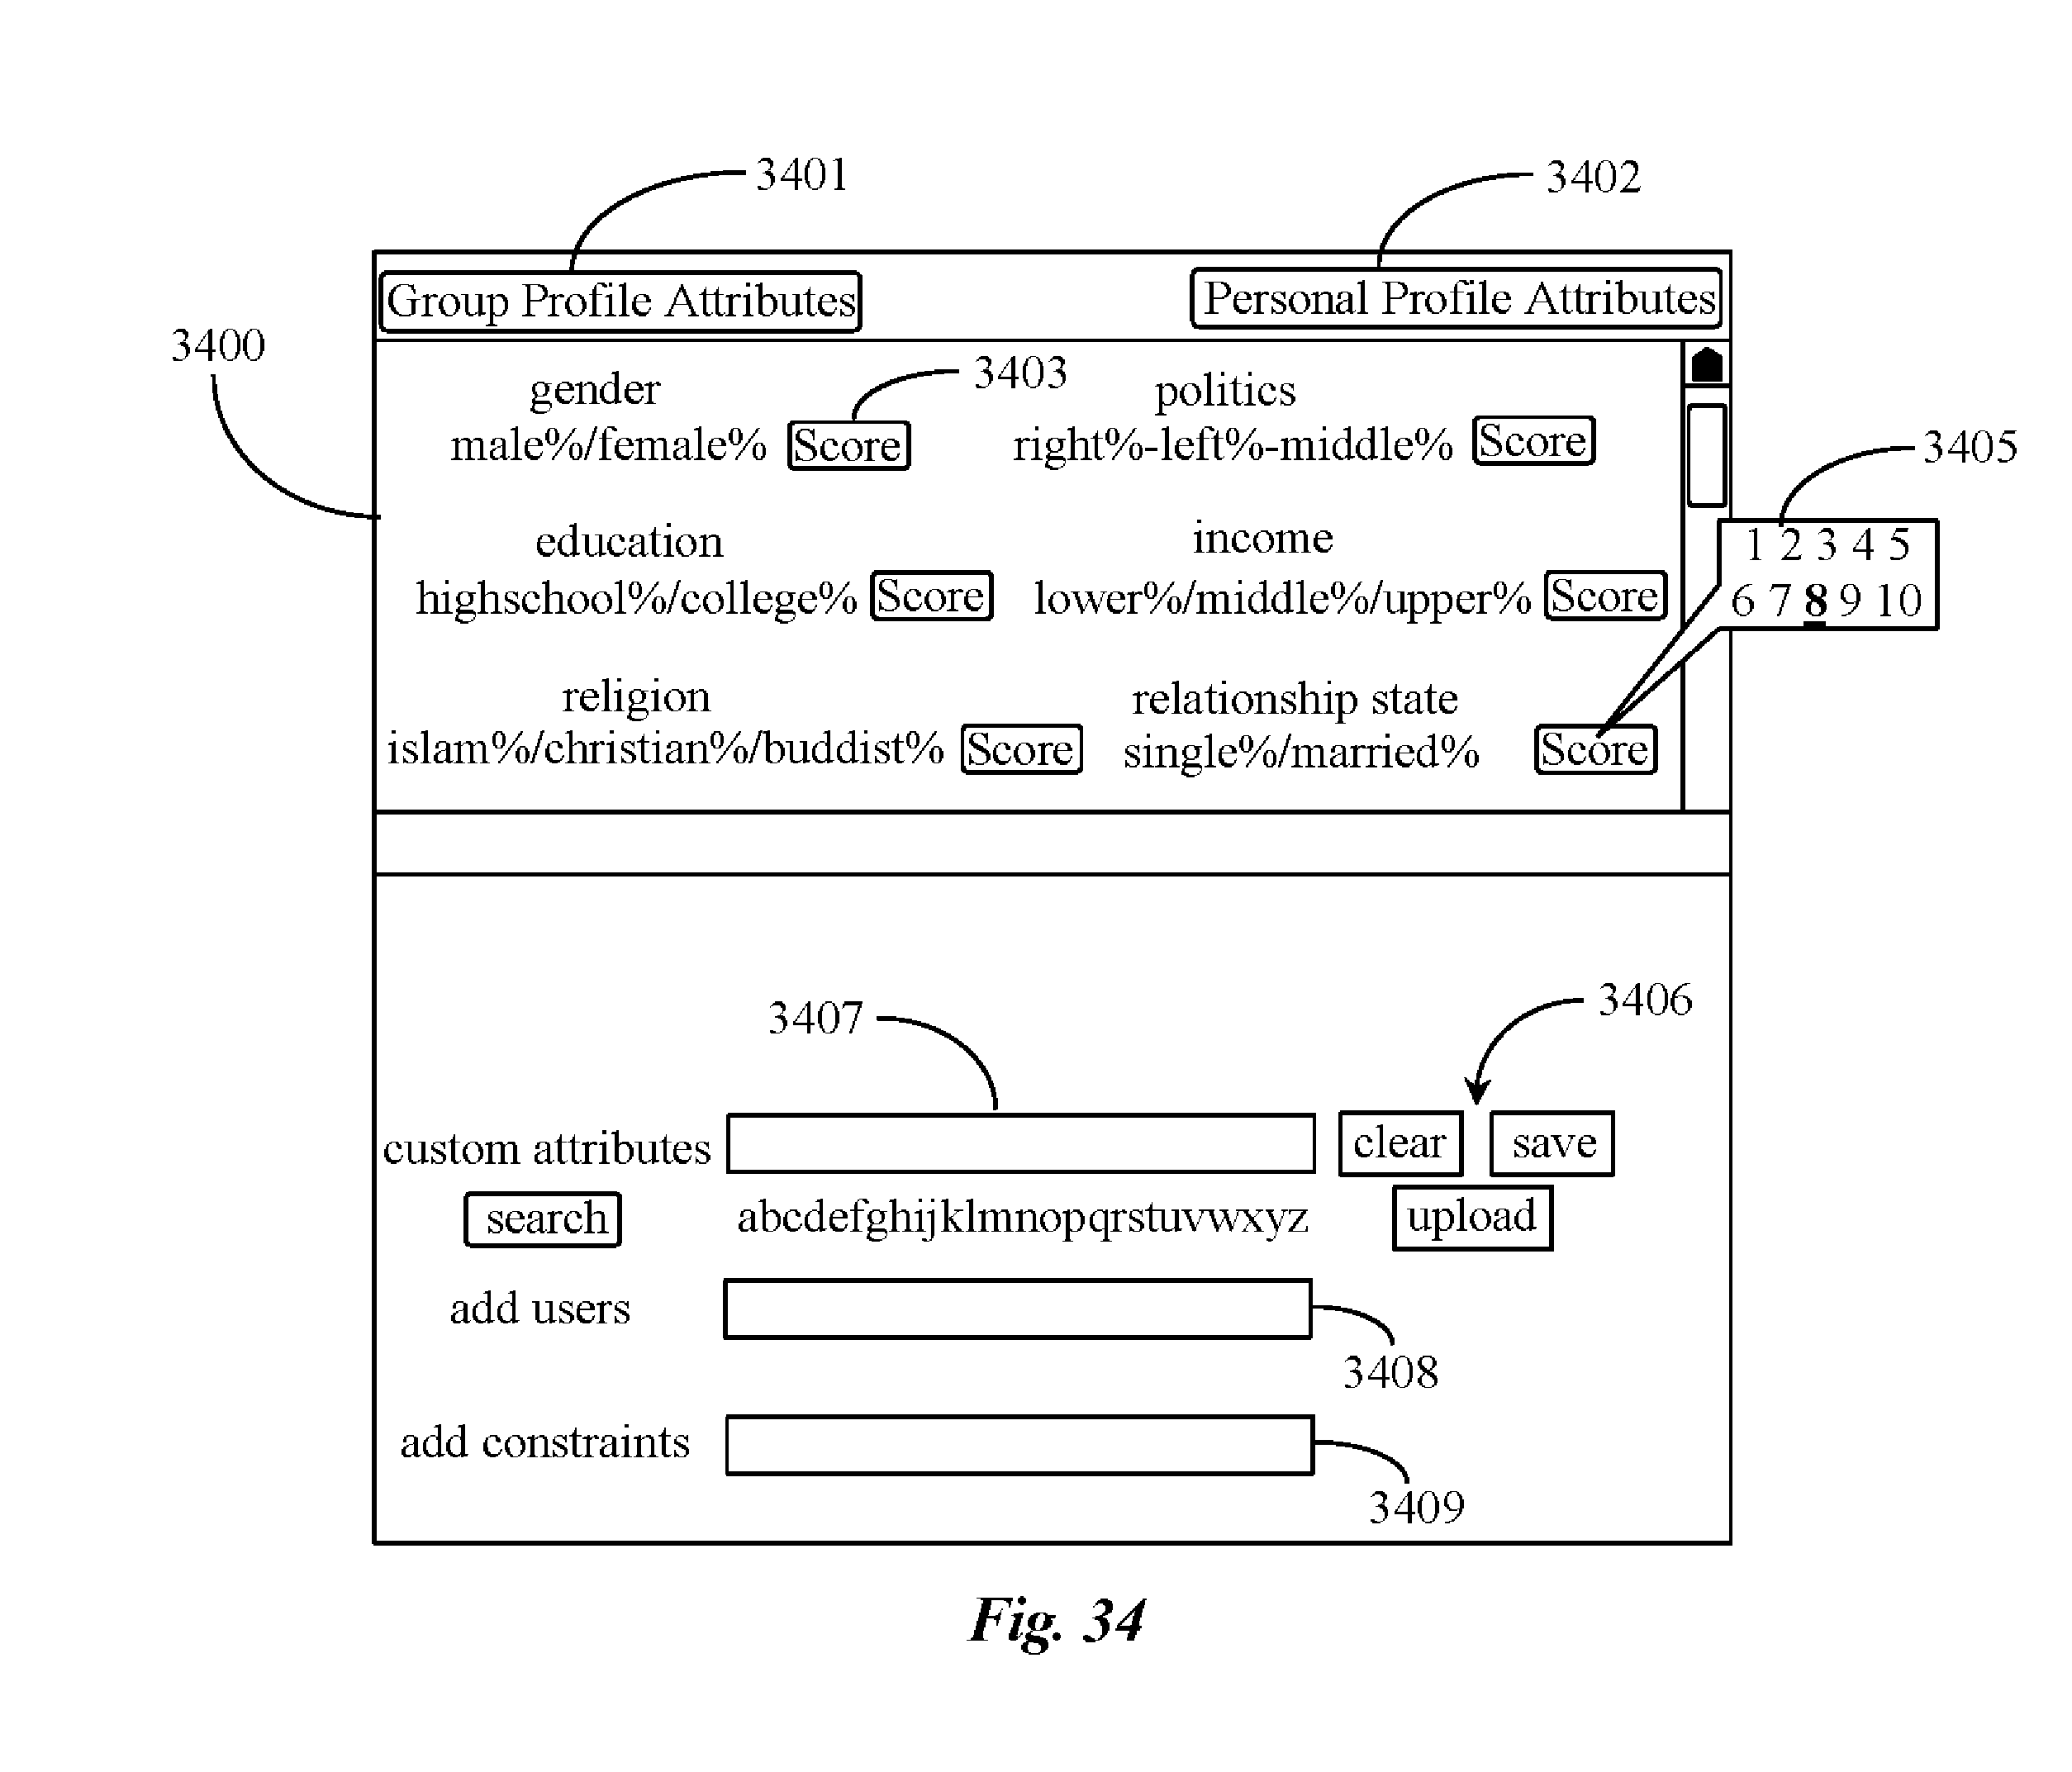 3401
3402
Group Profile Attributes
Personal Profile Attributes
3400
gender
3403
politics
male%/female% Score
right%-left%-middle% Score
3405
education
income
1 2 3 4 5
highschool%/college% Score
lower%/middle%/upper% Score
6 7 8 9 10
religion
relationship state
islam%/christian%/buddist% Score
single%/married% Score
3407
3406
custom attributes
clear
save
search
abcdefghijklmnopqrstuvwxyz
upload
add users
3408
add constraints
3409
Fig. 34